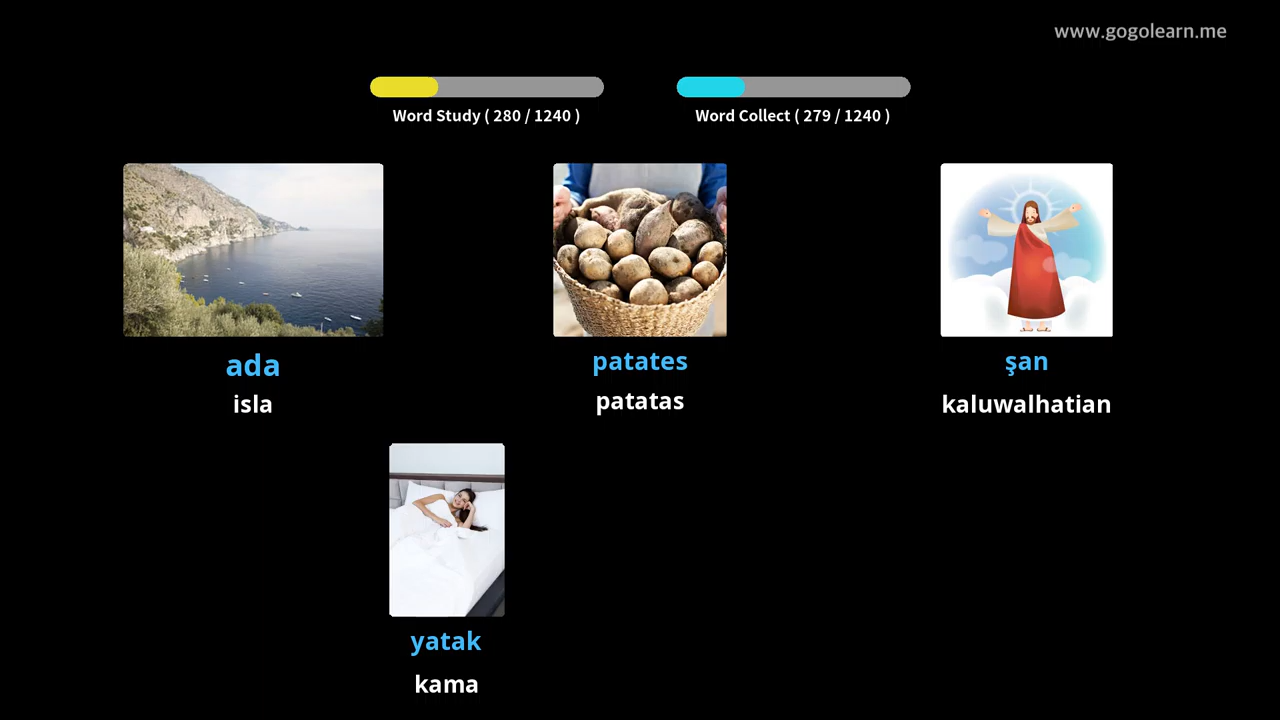 www.gogolearn.me
Word Study ( 280 / 1240 )
Word Collect ( 279 / 1240 )
ada
isla
patates
patatas
şan
kaluwalhatian
yatak
kama